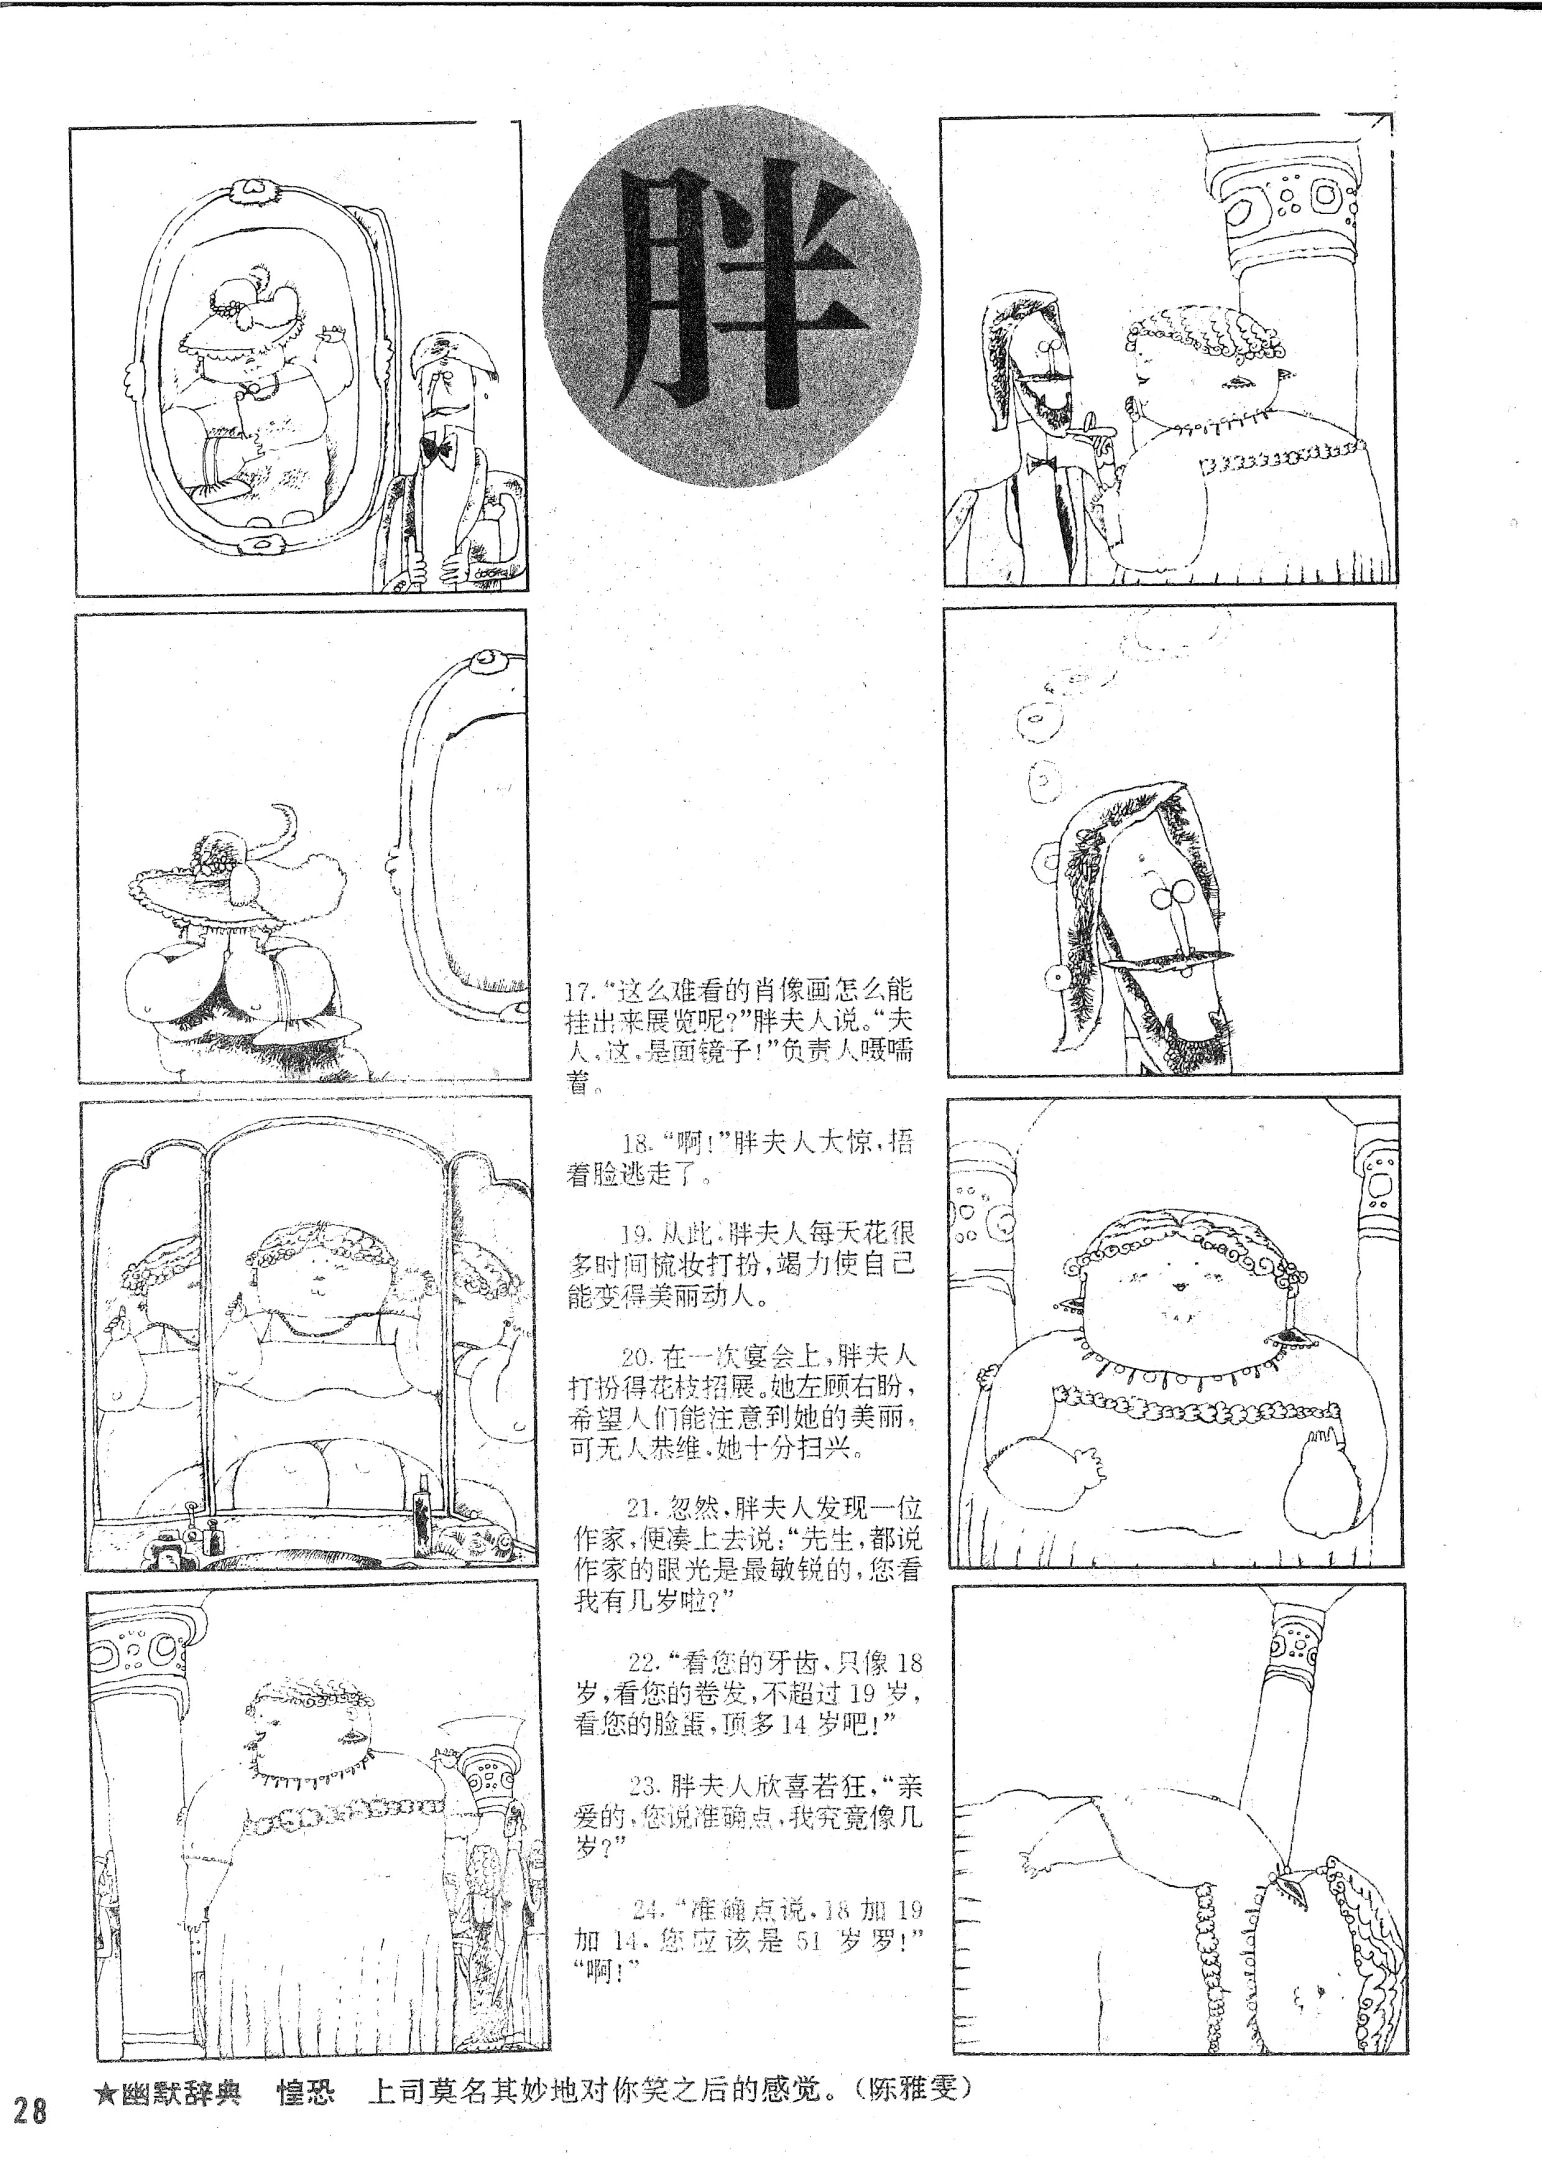 胖
17.“这么难看的肖像画怎么能
挂出来展览呢?”胖夫人说。“夫
人,这,是面镜子!”负责人嗫嚅
着。
18.“啊!”胖夫人大惊,捂
着脸逃走了。
19.从此,胖夫人每天花很
多时间梳妆打扮,竭力使自己
能变得美丽动人。
20.在一次宴会上,胖夫人
打扮得花枝招展。她左顾右盼,
希望人们能注意到她的美丽,
可无人恭维,她十分扫兴。
21.忽然,胖夫人发现一位
作家,便凑上去说:“先生,都说
作家的眼光是最敏锐的,您看
我有几岁啦?”
22.“看您的牙齿,只像18
岁,看您的卷发,不超过19岁,
看您的脸蛋,顶多14岁吧!”
23.胖夫人欣喜若狂,“亲
爱的,您说准确点,我究竟像几
岁?”
24.“准确点说,18加19
加14,您应该是51岁罗!”
“啊!”
★幽默辞典 惶恐 上司莫名其妙地对你笑之后的感觉。(陈雅雯)
28